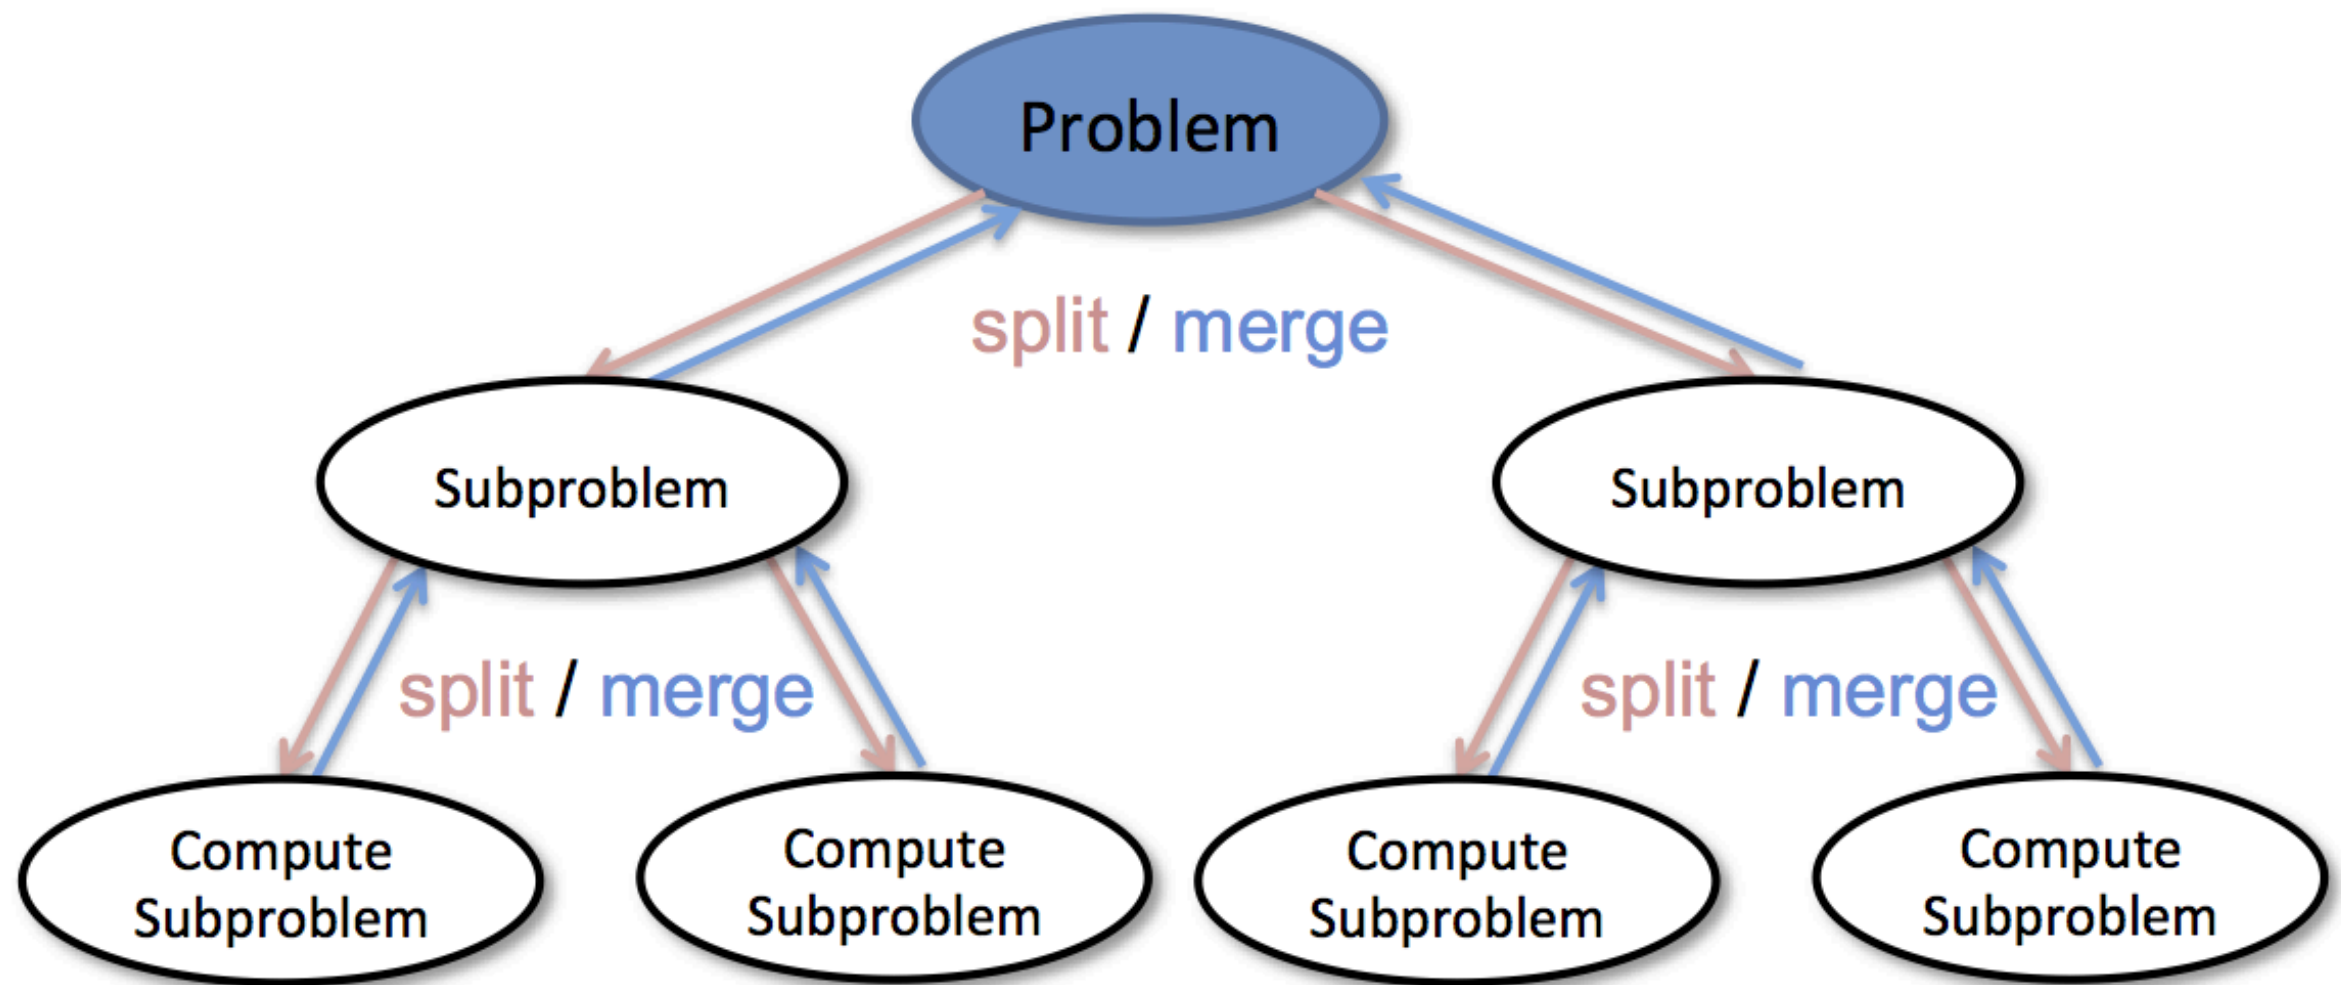 Problem
split / merge
Subproblem
Subproblem
split / merge
split / merge
Compute
Subproblem
Compute
Subproblem
Compute
Subproblem
Compute
Subproblem